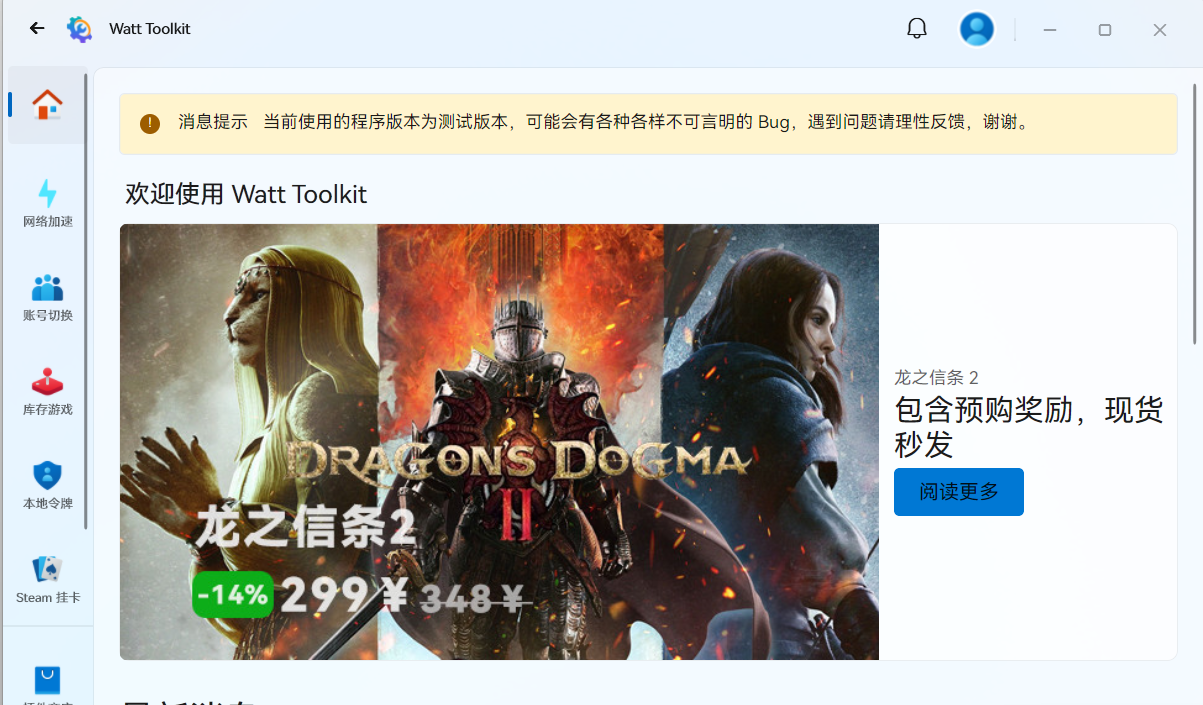 Watt Toolkit
消息提示 当前使用的程序版本为测试版本，可能会有各种各样不可言明的 Bug，遇到问题请理性反馈，谢谢。
网络加速
账号切换
库存游戏
本地令牌
Steam 挂卡
欢迎使用 Watt Toolkit
DRAGON'S DOGMA
II
龙之信条2
-14% 299 ¥ 348 ¥
龙之信条 2
包含预购奖励，现货
秒发
阅读更多